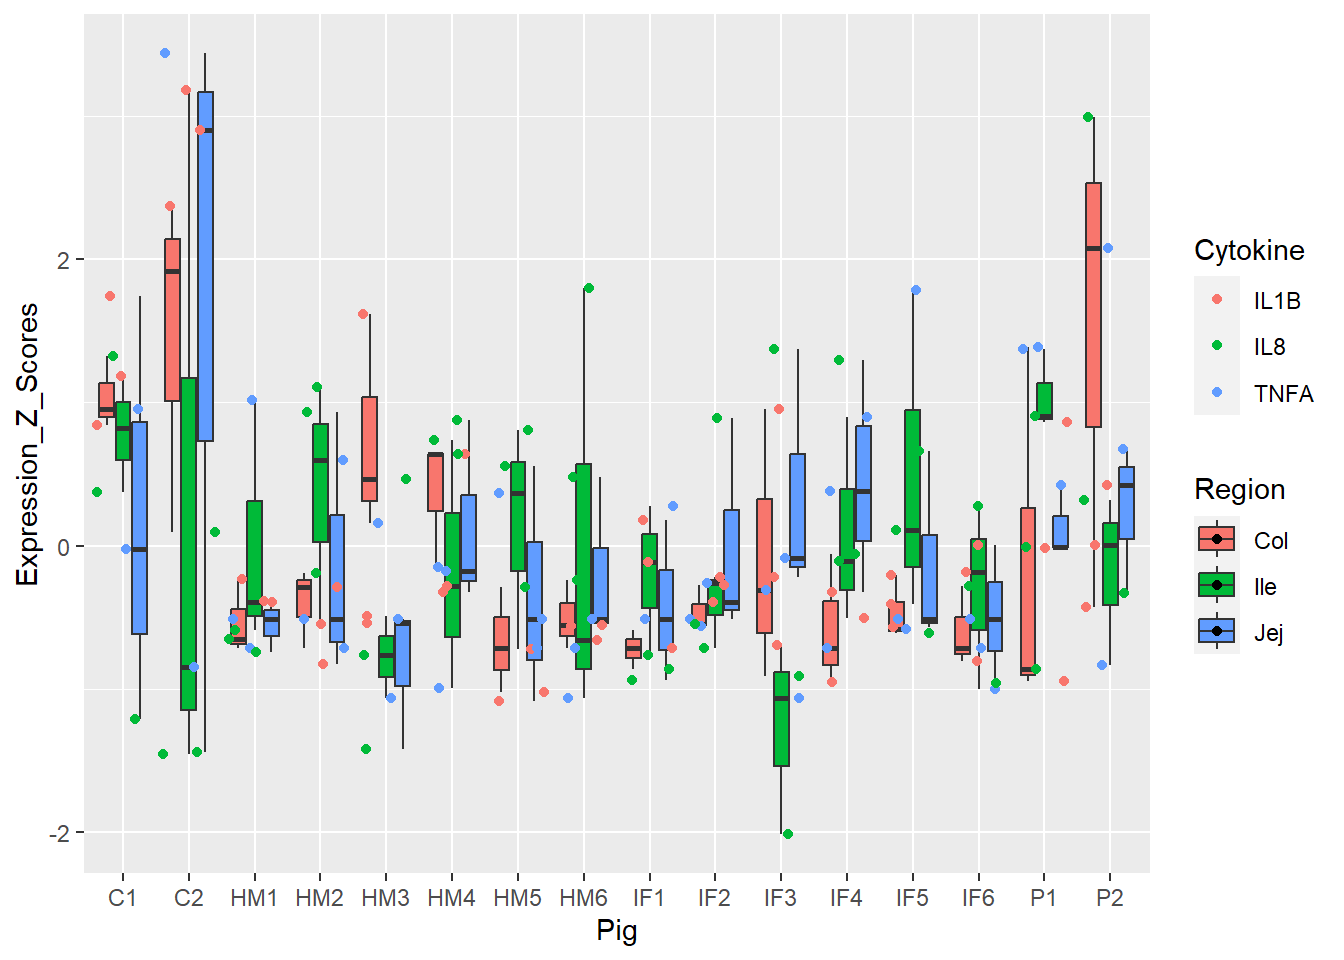 Expression_Z_Scores
2
0
-2
C1 C2 HM1 HM2 HM3 HM4 HM5 HM6 IF1 IF2 IF3 IF4 IF5 IF6 P1 P2
Pig
Cytokine
IL1B
IL8
TNFA
Region
Col
Ile
Jej